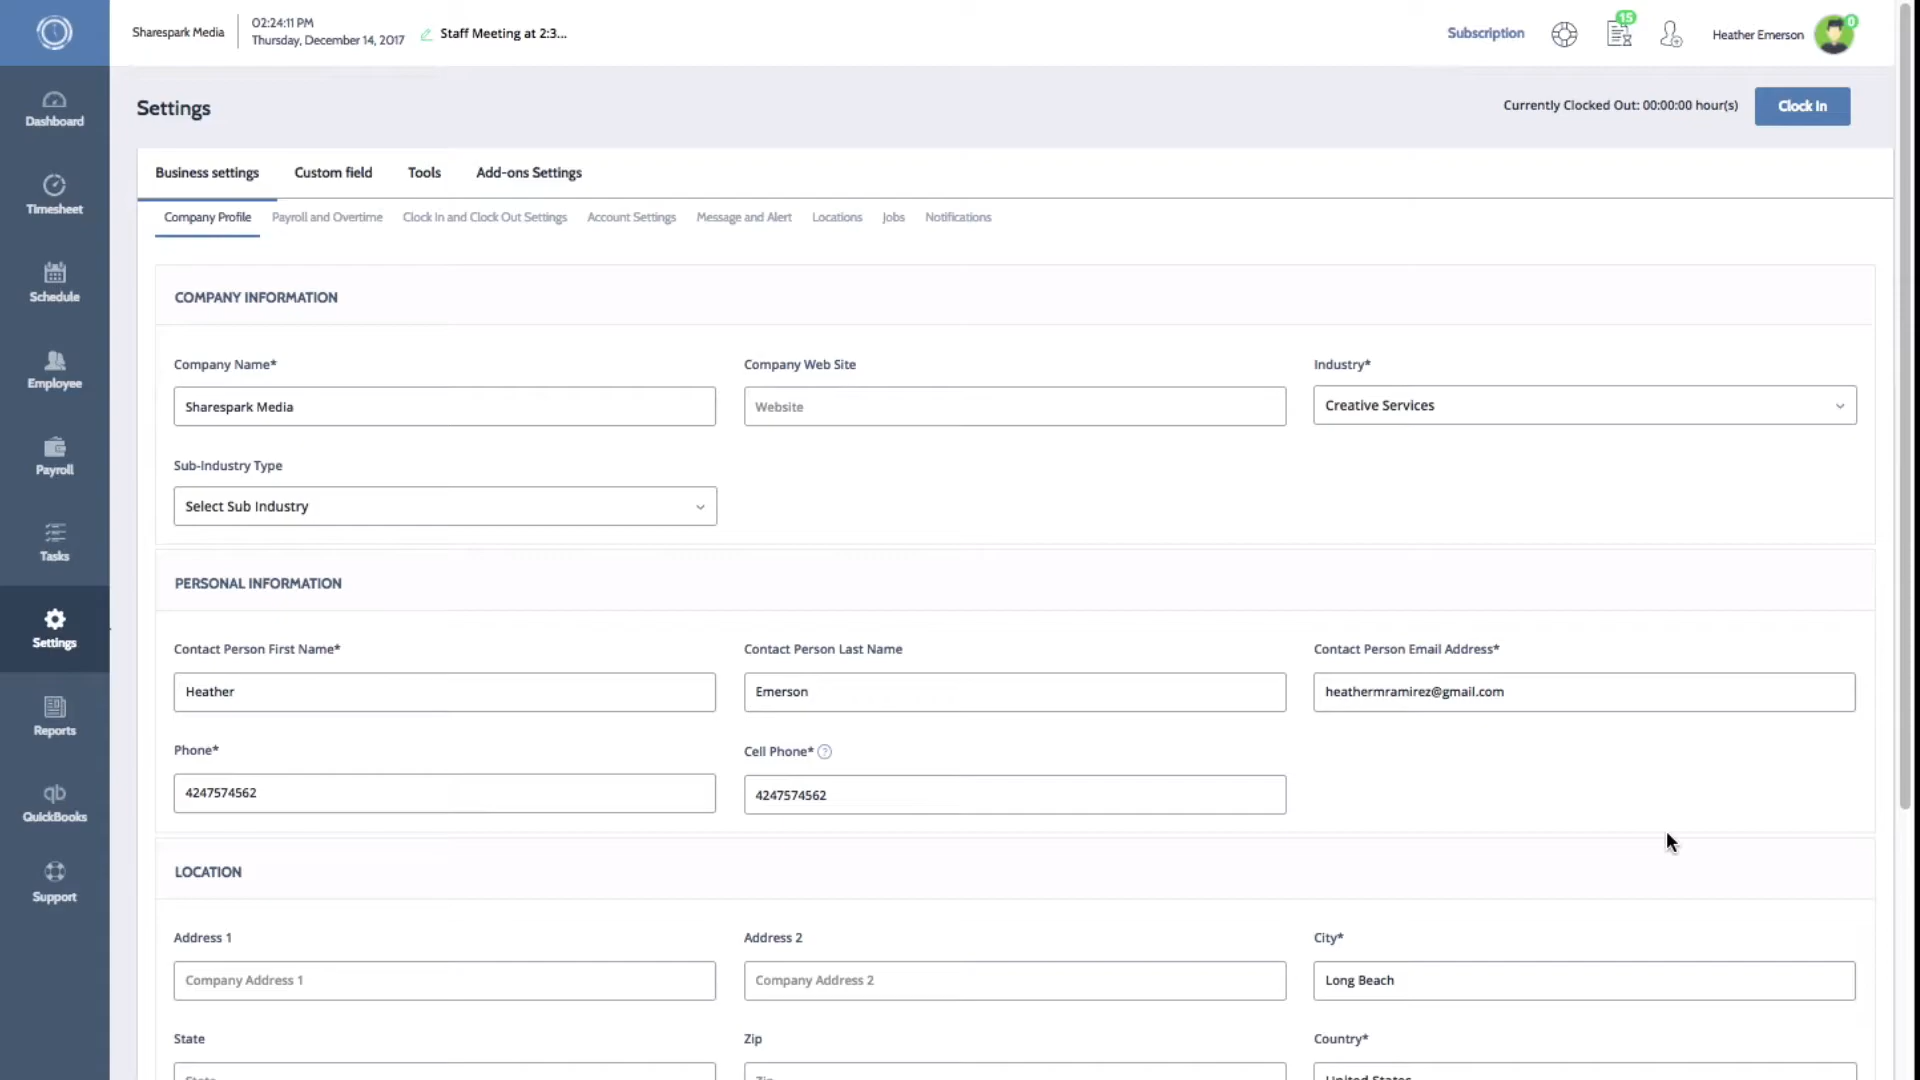 Sharespark Media
02:24:11 PM
Thursday, December 14, 2017
Staff Meeting at 2:3...
Subscription
15
Heather Emerson
0
Dashboard
Timesheet
Schedule
Employee
Payroll
Tasks
Settings
Reports
qb
QuickBooks
Support
Settings
Currently Clocked Out: 00:00:00 hour(s)
Clock In
Business settings
Custom field
Tools
Add-ons Settings
Company Profile
Payroll and Overtime
Clock In and Clock Out Settings
Account Settings
Message and Alert
Locations
Jobs
Notifications
COMPANY INFORMATION
Company Name*
Company Web Site
Industry*
Sharespark Media
Website
Creative Services
Sub-Industry Type
Select Sub Industry
PERSONAL INFORMATION
Contact Person First Name*
Contact Person Last Name
Contact Person Email Address*
Heather
Emerson
heathermramirez@gmail.com
Phone*
Cell Phone* ?
4247574562
4247574562
LOCATION
Address 1
Address 2
City*
Company Address 1
Company Address 2
Long Beach
State
Zip
Country*
State
Zip
United States